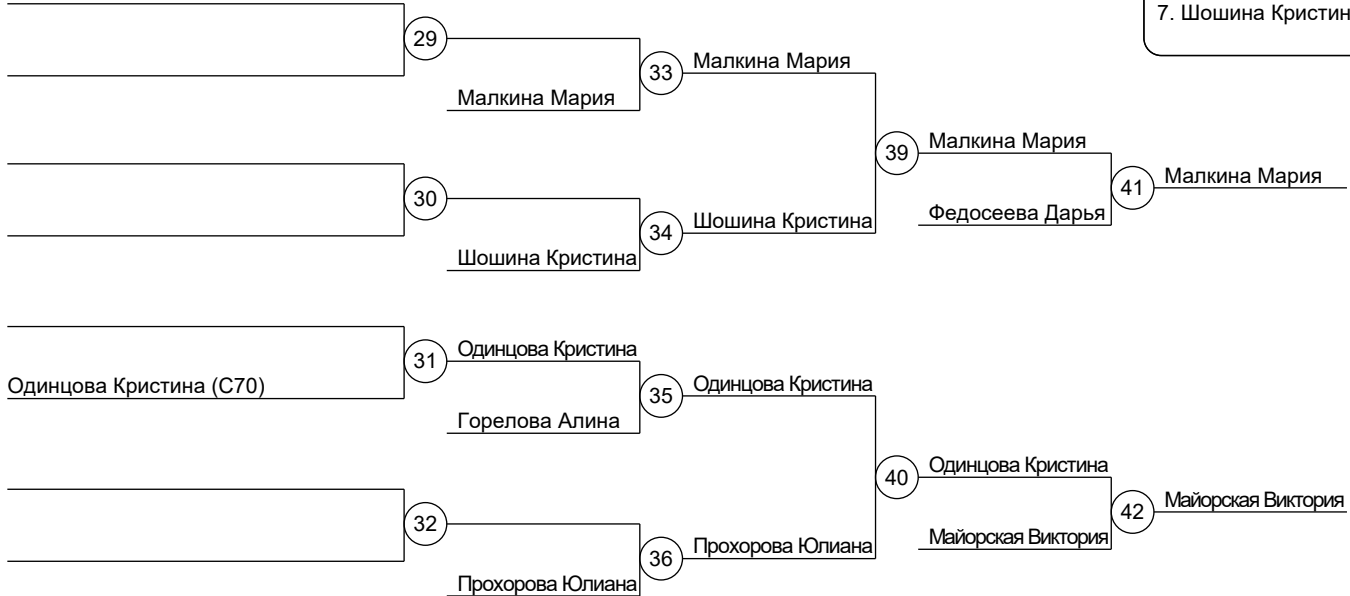 7. Шошина Кристин
29
33
Малкина Мария
Малкина Мария
39
Малкина Мария
41
Малкина Мария
30
34
Шошина Кристина
Федосеева Дарья
Шошина Кристина
31
Одинцова Кристина
Одинцова Кристина (C70)
35
Одинцова Кристина
Горелова Алина
40
Одинцова Кристина
42
Майорская Виктория
32
36
Прохорова Юлиана
Майорская Виктория
Прохорова Юлиана